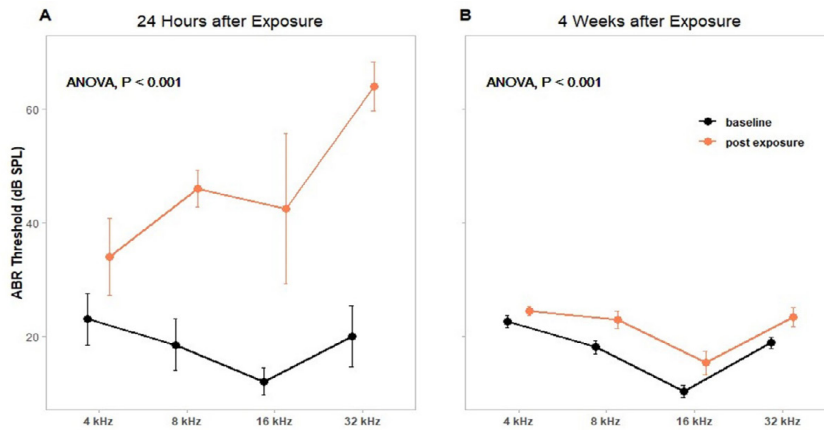 A
24 Hours after Exposure
ANOVA, P < 0.001
ABR Threshold (dB SPL)
60
40
20
4 kHz 8 kHz 16 kHz 32 kHz
B
4 Weeks after Exposure
ANOVA, P < 0.001
baseline
post exposure
4 kHz 8 kHz 16 kHz 32 kHz